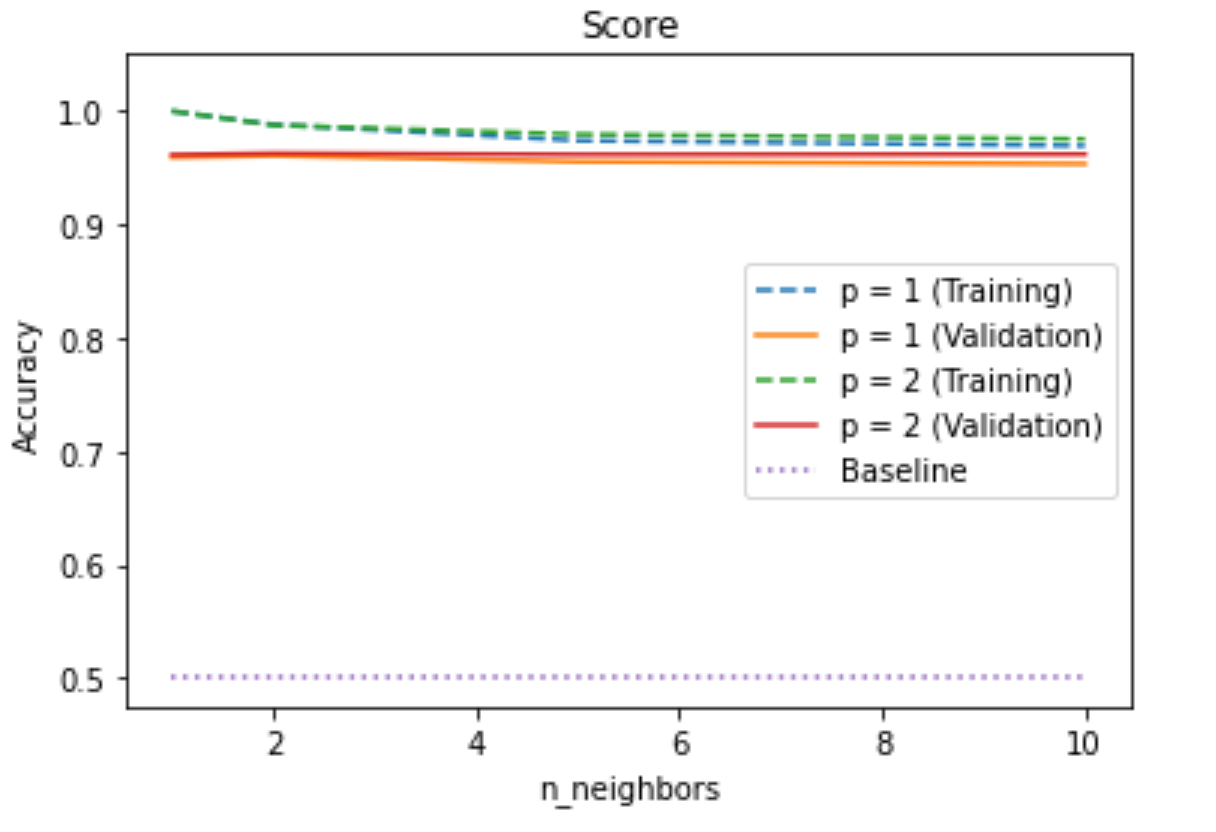 Score
1.0
0.9
0.8
0.7
0.6
0.5
Accuracy
p = 1 (Training)
p = 1 (Validation)
p = 2 (Training)
p = 2 (Validation)
Baseline
2 4 6 8 10
n_neighbors